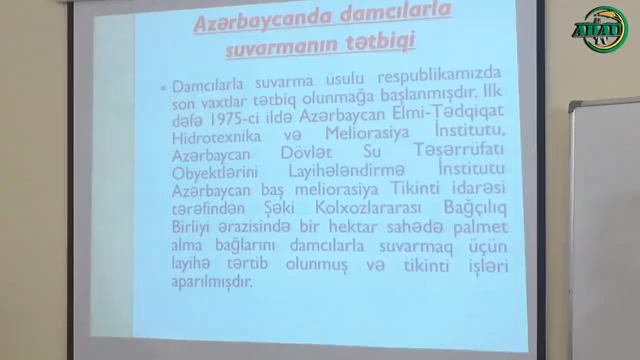 Azərbaycanda damcılarla
suvarmanın tətbiqi
• Damcılarla suvarma üsulu respublikamızda
son vaxtlar tətbiq olunmağa başlanmışdır. Ilk
dəfə 1975-ci ildə Azərbaycan Elmi-Tədqiqat
Hidrotexnika və Meliorasiya İnstitutu,
Azərbaycan Dövlət Su Təsərrüfatı
Obyektlərini Layihələndirmə İnstitutu
Azərbaycan baş meliorasiya Tikinti idarəsi
tərəfindən Şəki Kolxozlararası Bağçılıq
Birliyi ərazisində bir hektar sahədə palmet
alma bağlarını damcılarla suvarmaq üçün
layihə tərtib olunmuş və tikinti işləri
aparılmışdır.
ADAU
TV